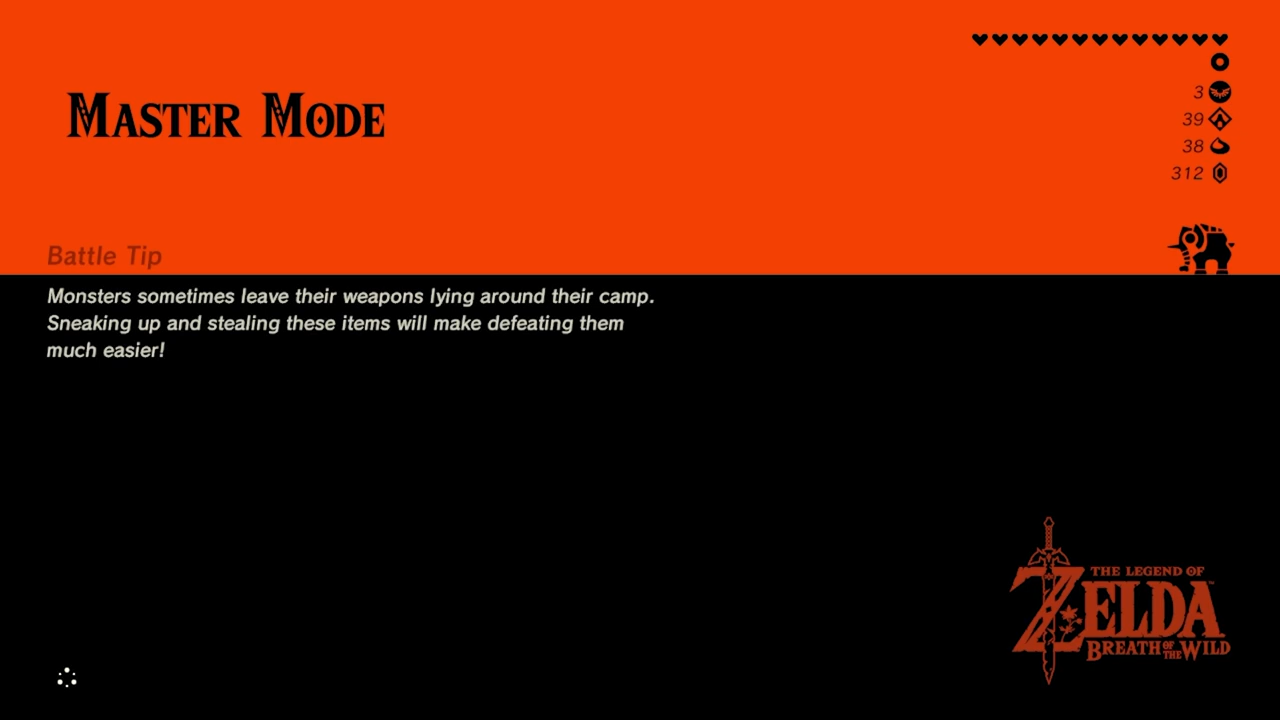 MASTER MODE
3
39
38
312
Battle Tip
Monsters sometimes leave their weapons lying around their camp.
Sneaking up and stealing these items will make defeating them
much easier!
THE LEGEND OF
ZELDA
BREATH OF THE WILD